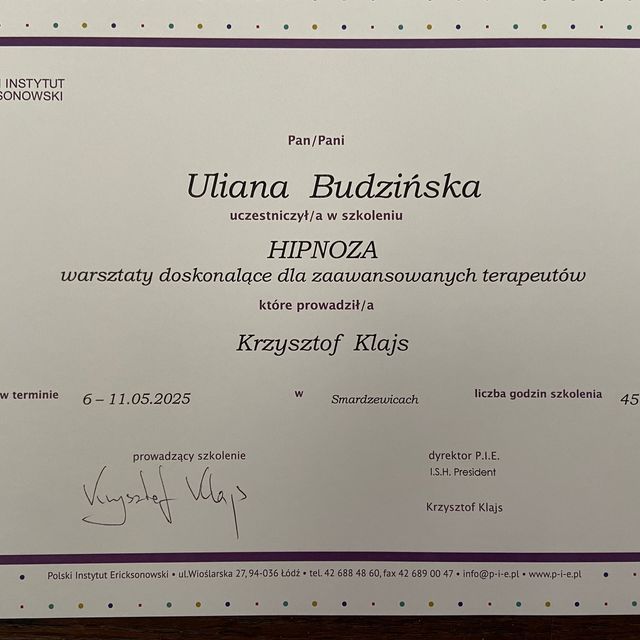 INSTYTUT
Pan/Pani
Uliana Budzińska
uczestniczył/a w szkoleniu
HIPNOZA
warsztaty doskonalące dla zaawansowanych terapeutów
które prowadził/a
Krzysztof Klajs
w terminie 6 – 11.05.2025 w Smardzewicach liczba godzin szkolenia 45
prowadzący szkolenie
dyrektor P.I.E.
I.S.H. President
Krzysztof Klajs
Krzysztof Klajs
Polski Instytut Ericksonowski • ul.Wioślarska 27, 94-036 Łódź • tel. 42 688 48 60, fax 42 689 00 47 • info@p-i-e.pl • www.p-i-e.pl